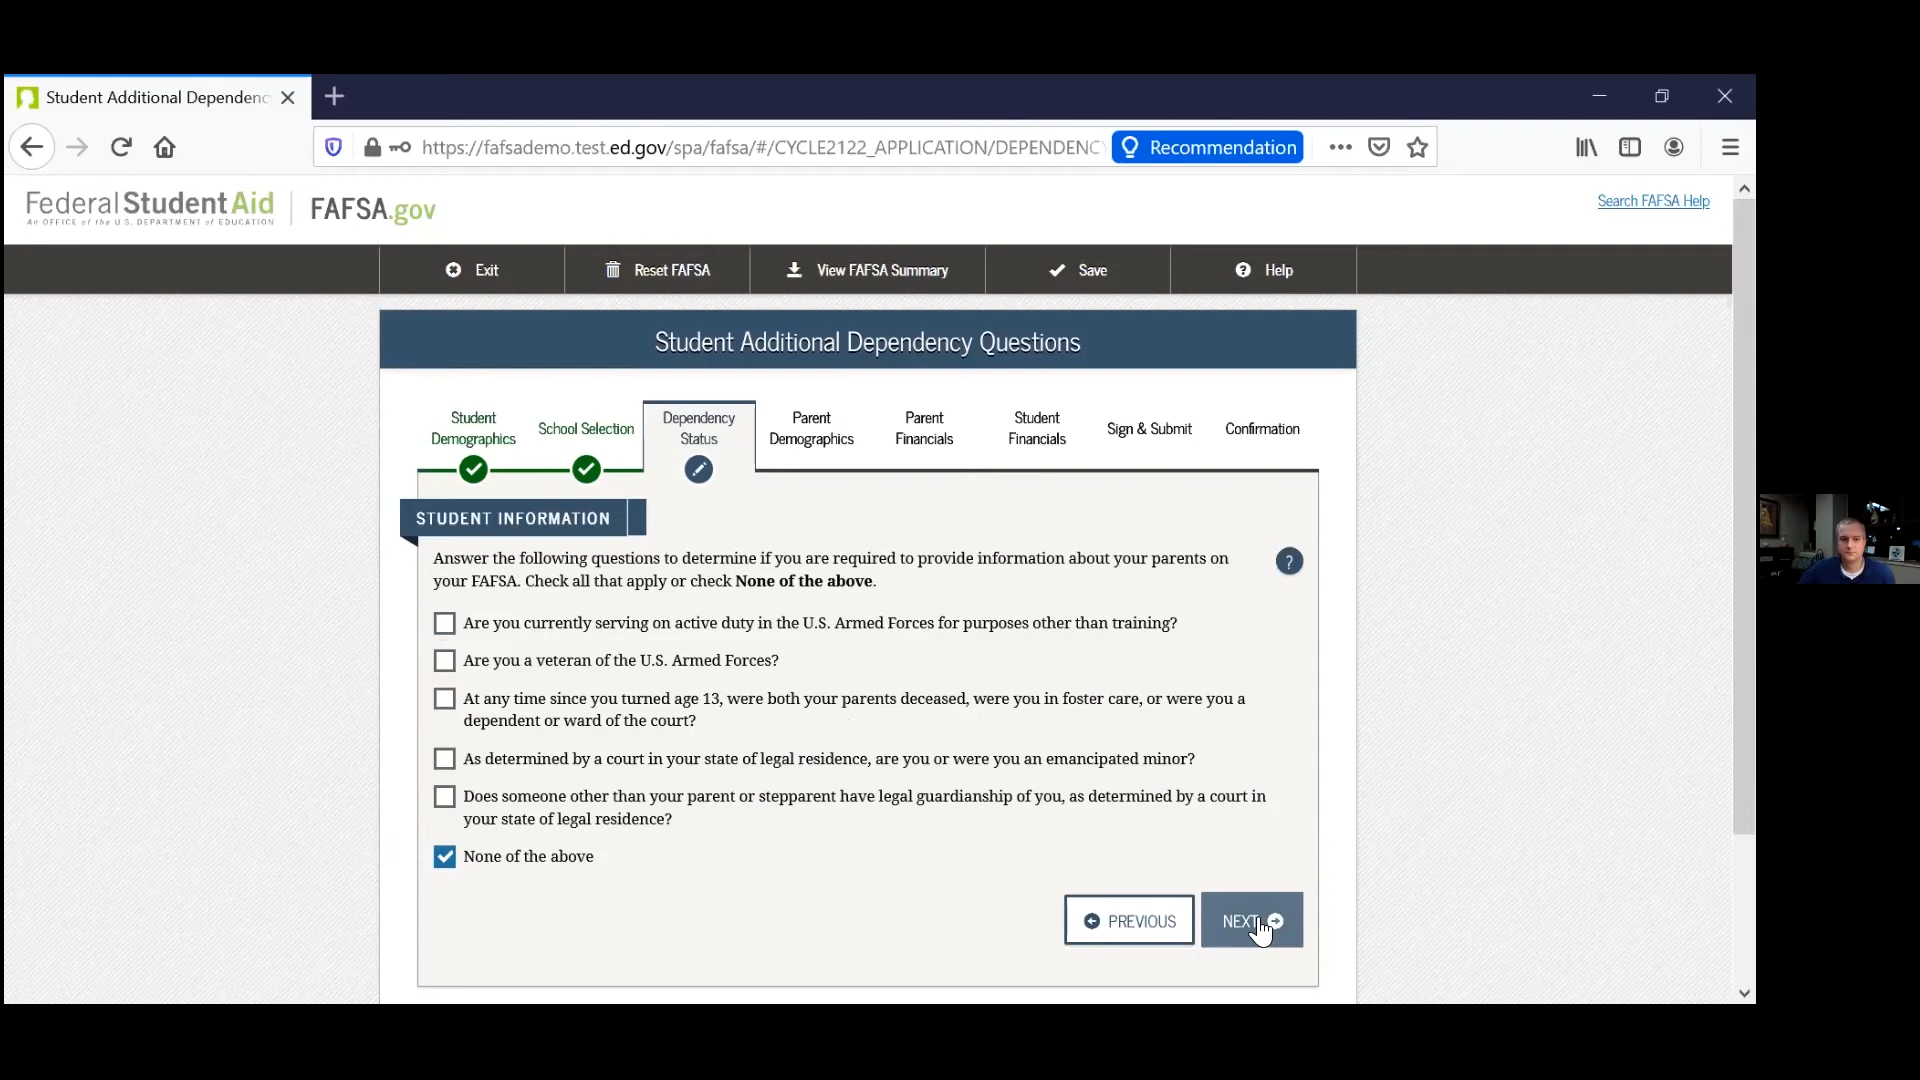 Student Additional Dependenc
https://fafsademo.test.ed.gov/spa/fafsa/#/CYCLE2122_APPLICATION/DEPENDENC
Recommendation
Federal StudentAid
An OFFICE of the U.S. DEPARTMENT of EDUCATION
FAFSA.gov
Search FAFSA Help
Exit
Reset FAFSA
View FAFSA Summary
Save
Help
Student Additional Dependency Questions
Student
Demographics
School Selection
Dependency
Status
Parent
Demographics
Parent
Financials
Student
Financials
Sign & Submit
Confirmation
STUDENT INFORMATION
Answer the following questions to determine if you are required to provide information about your parents on
your FAFSA. Check all that apply or check None of the above.
Are you currently serving on active duty in the U.S. Armed Forces for purposes other than training?
Are you a veteran of the U.S. Armed Forces?
At any time since you turned age 13, were both your parents deceased, were you in foster care, or were you a
dependent or ward of the court?
As determined by a court in your state of legal residence, are you or were you an emancipated minor?
Does someone other than your parent or stepparent have legal guardianship of you, as determined by a court in
your state of legal residence?
None of the above
PREVIOUS
NEXT